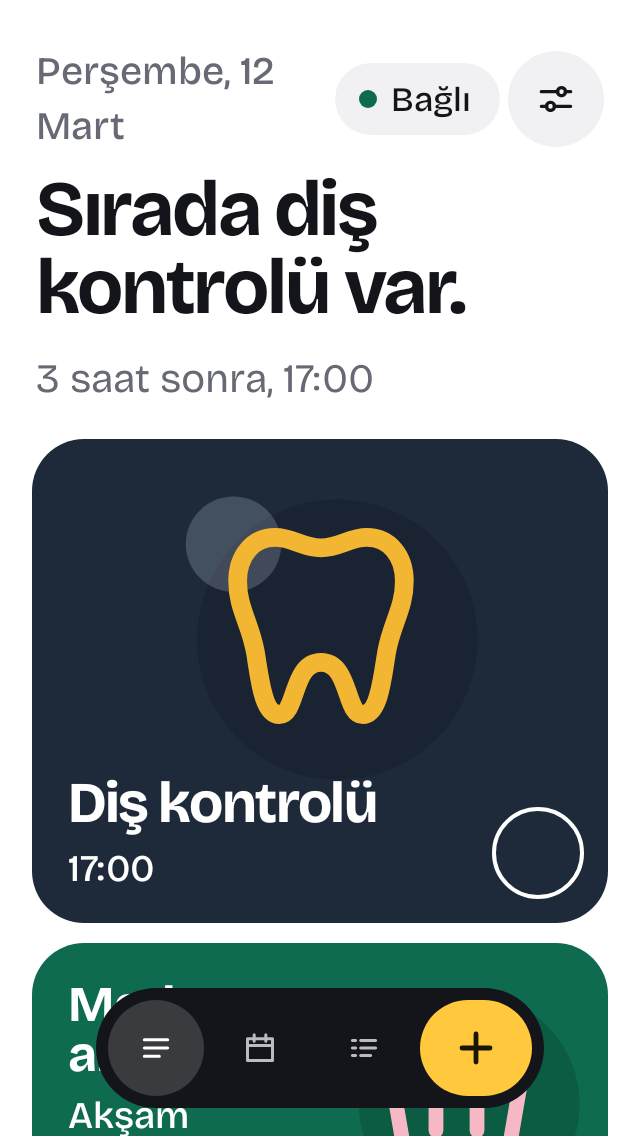 Perşembe, 12
Mart
Bağlı
Sırada diş
kontrolü var.
3 saat sonra, 17:00
Diş kontrolü
17:00
Akşam